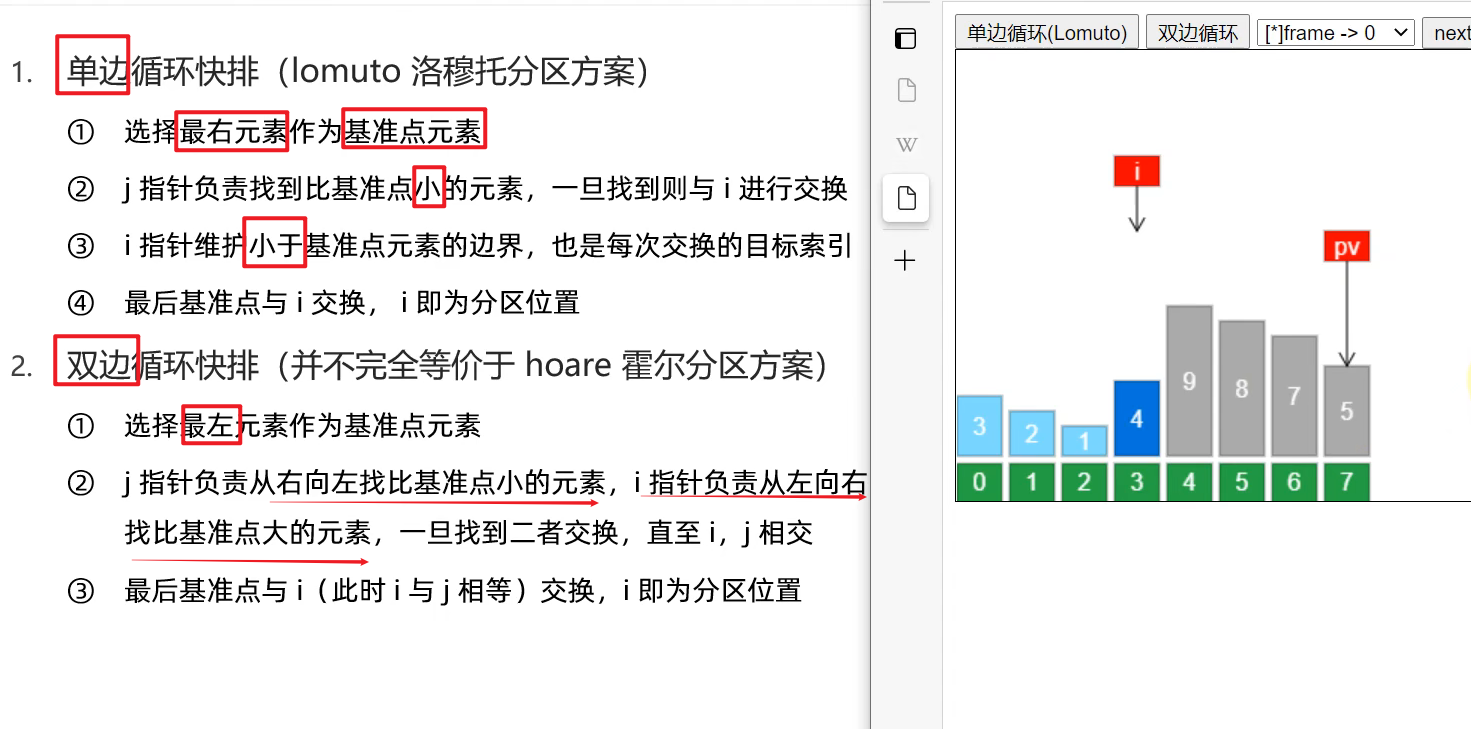 1. 单边循环快排（lomuto 洛穆托分区方案）
① 选择最右元素作为基准点元素
② j 指针负责找到比基准点小的元素，一旦找到则与 i 进行交换
③ i 指针维护小于基准点元素的边界，也是每次交换的目标索引
④ 最后基准点与 i 交换， i 即为分区位置
2. 双边循环快排（并不完全等价于 hoare 霍尔分区方案）
① 选择最左元素作为基准点元素
② j 指针负责从右向左找比基准点小的元素，i 指针负责从左向右
找比基准点大的元素，一旦找到二者交换，直至 i，j 相交
③ 最后基准点与 i（此时 i 与 j 相等）交换，i 即为分区位置
W
单边循环(Lomuto) 双边循环 [*]frame -> 0 next
i
pv
3 2 1 4 9 8 7 5
0 1 2 3 4 5 6 7